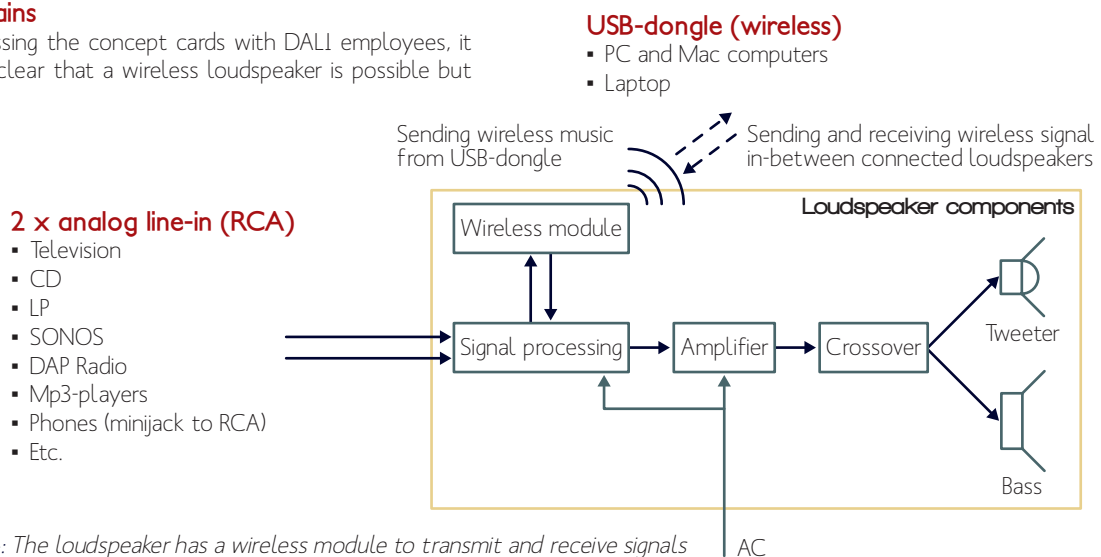 ains
ssing the concept cards with DALI employees, it
clear that a wireless loudspeaker is possible but
USB-dongle (wireless)
▪ PC and Mac computers
▪ Laptop
Sending wireless music
from USB-dongle
Sending and receiving wireless signal
in-between connected loudspeakers
2 x analog line-in (RCA)
▪ Television
▪ CD
▪ LP
▪ SONOS
▪ DAP Radio
▪ Mp3-players
▪ Phones (minijack to RCA)
▪ Etc.
Loudspeaker components
Wireless module
Signal processing
Amplifier
Crossover
Tweeter
Bass
AC
: The loudspeaker has a wireless module to transmit and receive signals